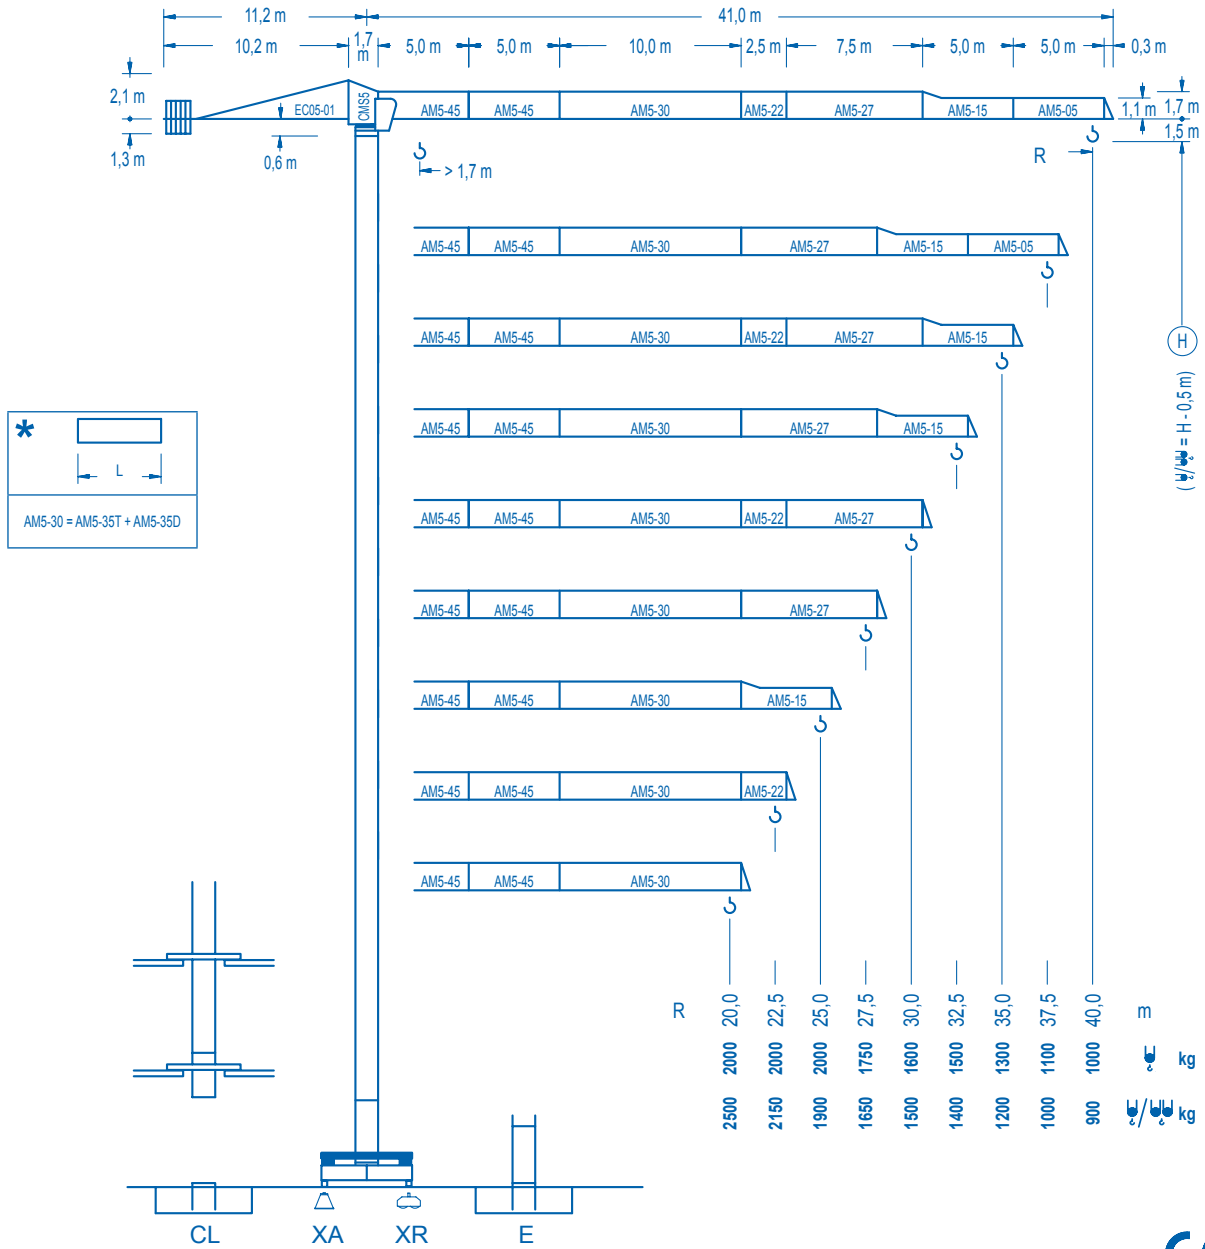 11,2 m 41,0 m
10,2 m 1,7 m 5,0 m 5,0 m 10,0 m 2,5 m 7,5 m 5,0 m 5,0 m 0,3 m
2,1 m EC05-01 CMS5 AM5-45 AM5-45 AM5-30 AM5-22 AM5-27 AM5-15 AM5-05 1,1 m 1,7 m
1,3 m 0,6 m 1,5 m
> 1,7 m R
AM5-45 AM5-45 AM5-30 AM5-27 AM5-15 AM5-05
AM5-45 AM5-45 AM5-30 AM5-22 AM5-27 AM5-15
H
( / = H - 0,5 m)
AM5-45 AM5-45 AM5-30 AM5-27 AM5-15
* L
AM5-30 = AM5-35T + AM5-35D
AM5-45 AM5-45 AM5-30 AM5-22 AM5-27
AM5-45 AM5-45 AM5-30 AM5-27
AM5-45 AM5-45 AM5-30 AM5-15
AM5-45 AM5-45 AM5-30 AM5-22
AM5-45 AM5-45 AM5-30
R 20,0 22,5 25,0 27,5 30,0 32,5 35,0 37,5 40,0 m
2000 2000 2000 1750 1600 1500 1300 1100 1000 kg
2500 2150 1900 1650 1500 1400 1200 1000 900 / kg
CL XA XR E